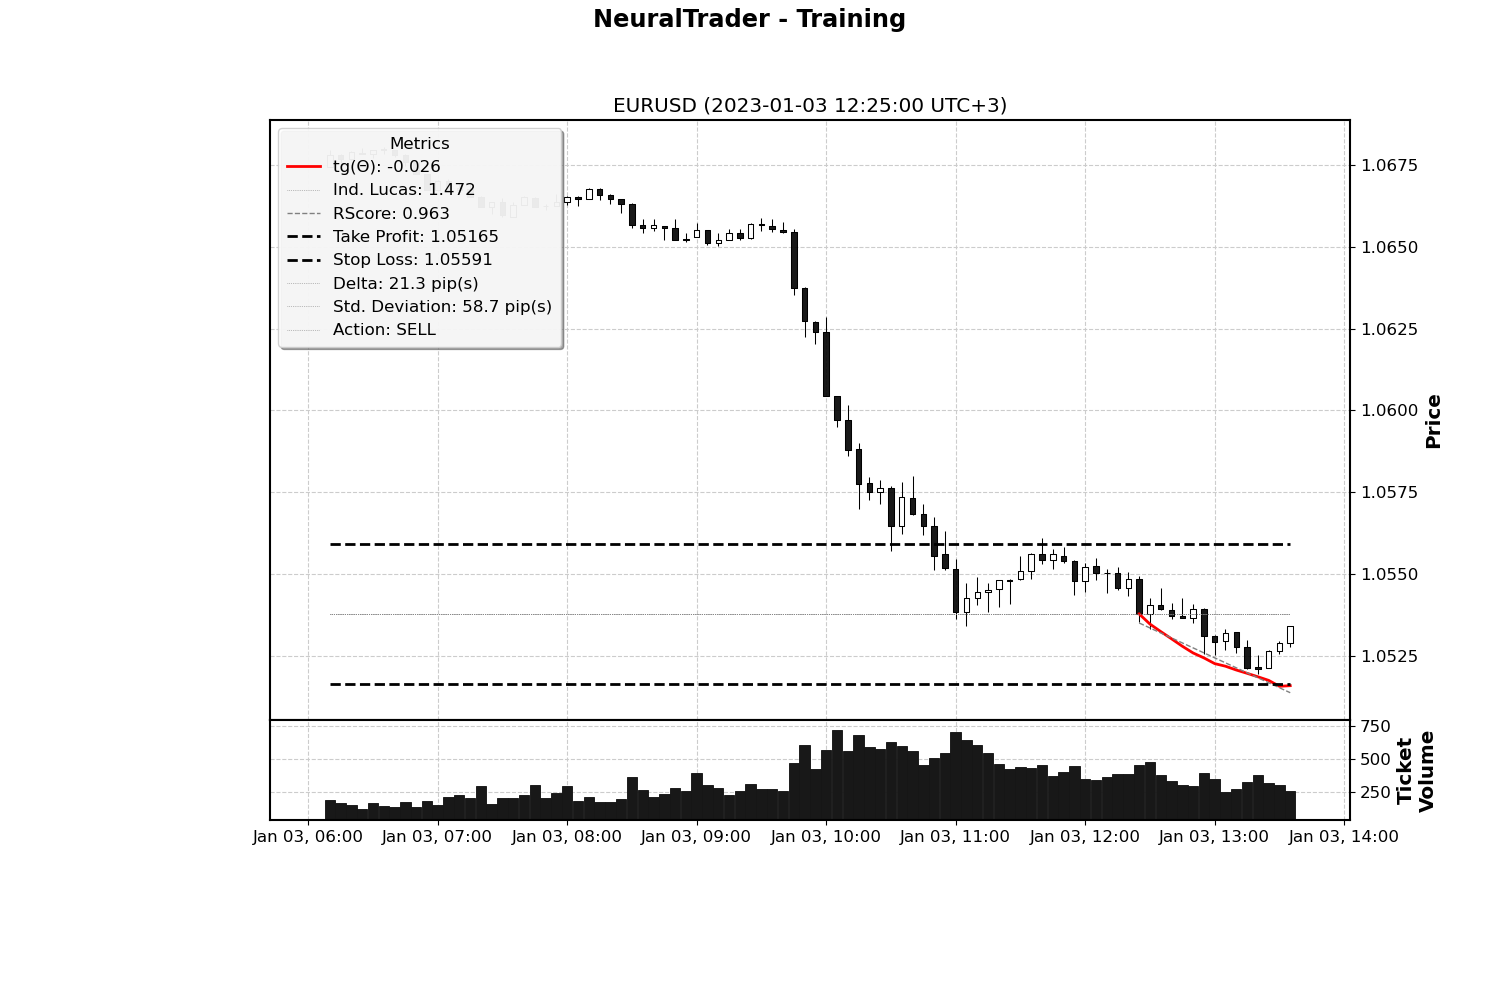 NeuralTrader - Training
EURUSD (2023-01-03 12:25:00 UTC+3)
Metrics
tg(Θ): -0.026
Ind. Lucas: 1.472
RScore: 0.963
Take Profit: 1.05165
Stop Loss: 1.05591
Delta: 21.3 pip(s)
Std. Deviation: 58.7 pip(s)
Action: SELL
1.0675
1.0650
1.0625
1.0600
1.0575
1.0550
1.0525
Price
750
500
250
Ticket
Volume
Jan 03, 06:00
Jan 03, 07:00
Jan 03, 08:00
Jan 03, 09:00
Jan 03, 10:00
Jan 03, 11:00
Jan 03, 12:00
Jan 03, 13:00
Jan 03, 14:00